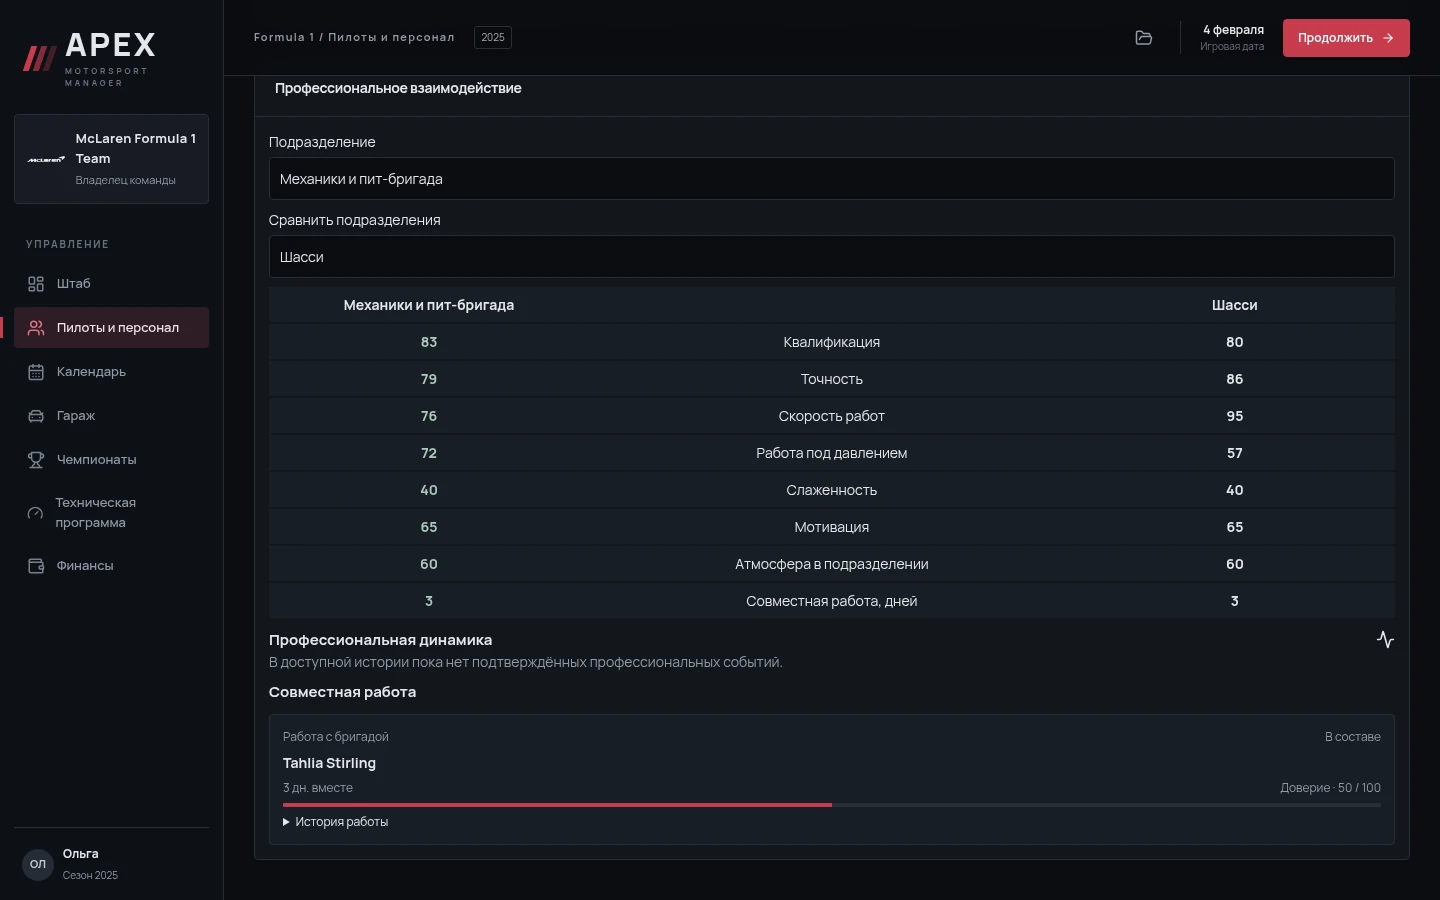 APEX
MOTORSPORT
MANAGER
McLaren
McLaren Formula 1
Team
Владелец команды
УПРАВЛЕНИЕ
Штаб
Пилоты и персонал
Календарь
Гараж
Чемпионаты
Техническая
программа
Финансы
ОЛ
Ольга
Сезон 2025
Formula 1 / Пилоты и персонал 2025
4 февраля
Игровая дата
Продолжить
Профессиональное взаимодействие
Подразделение
Механики и пит-бригада
Сравнить подразделения
Шасси
Механики и пит-бригада Шасси
83 Квалификация 80
79 Точность 86
76 Скорость работ 95
72 Работа под давлением 57
40 Слаженность 40
65 Мотивация 65
60 Атмосфера в подразделении 60
3 Совместная работа, дней 3
Профессиональная динамика
В доступной истории пока нет подтверждённых профессиональных событий.
Совместная работа
Работа с бригадой В составе
Tahlia Stirling
3 дн. вместе Доверие · 50 / 100
История работы